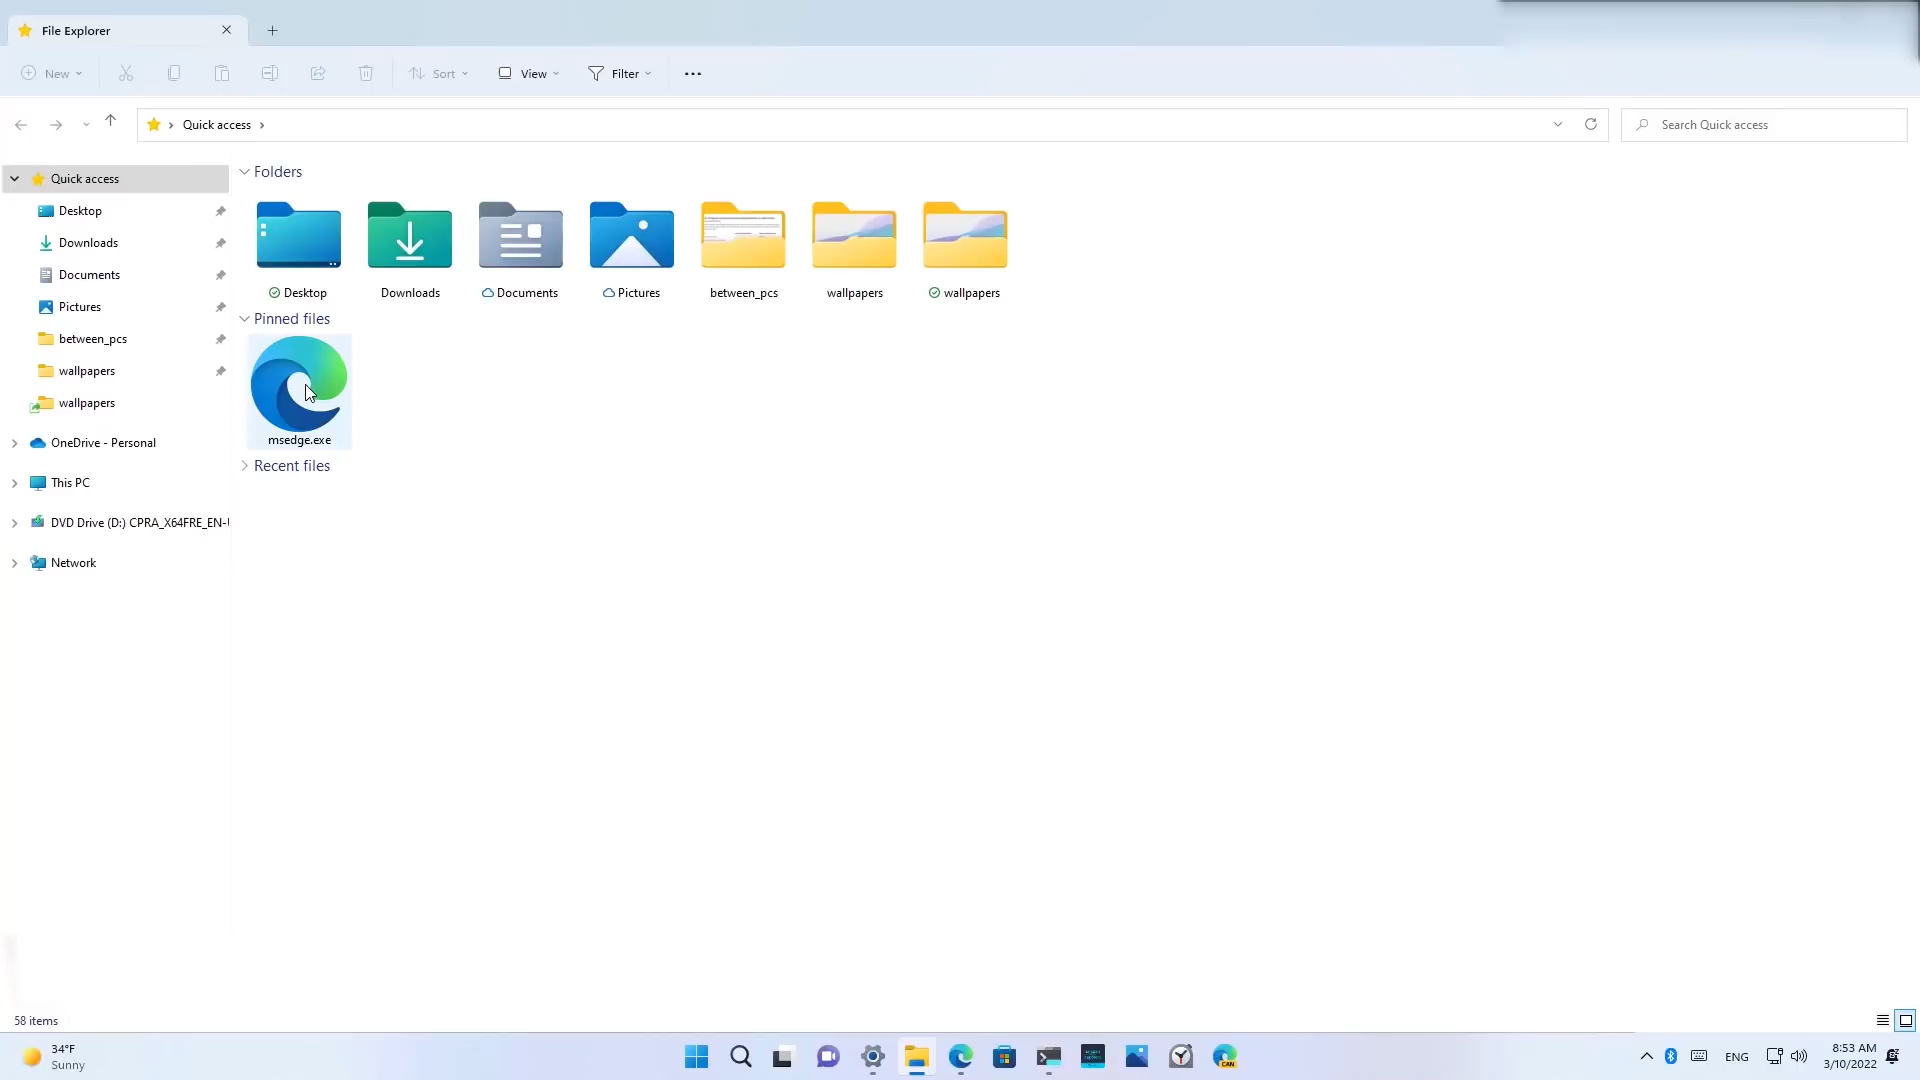 File Explorer
New
Sort
View
Filter
Quick access
Search Quick access
Quick access
Desktop
Downloads
Documents
Pictures
between_pcs
wallpapers
wallpapers
OneDrive - Personal
This PC
DVD Drive (D:) CPRA_X64FRE_EN-
Network
Folders
Desktop
Downloads
Documents
Pictures
between_pcs
wallpapers
wallpapers
Pinned files
msedge.exe
Recent files
58 items
34°F
Sunny
CAN
ENG
8:53 AM
3/10/2022